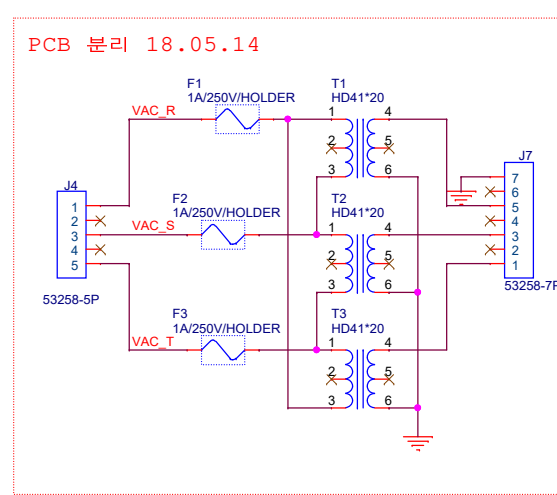 PCB 분리 18.05.14
F1
1A/250V/HOLDER
T1
HD41*20
VAC_R
1
2
3
4
5
6
J4
1
2
3
4
5
53258-5P
F2
1A/250V/HOLDER
T2
HD41*20
VAC_S
1
2
3
4
5
6
J7
7
6
5
4
3
2
1
53258-7P
F3
1A/250V/HOLDER
T3
HD41*20
VAC_T
1
2
3
4
5
6